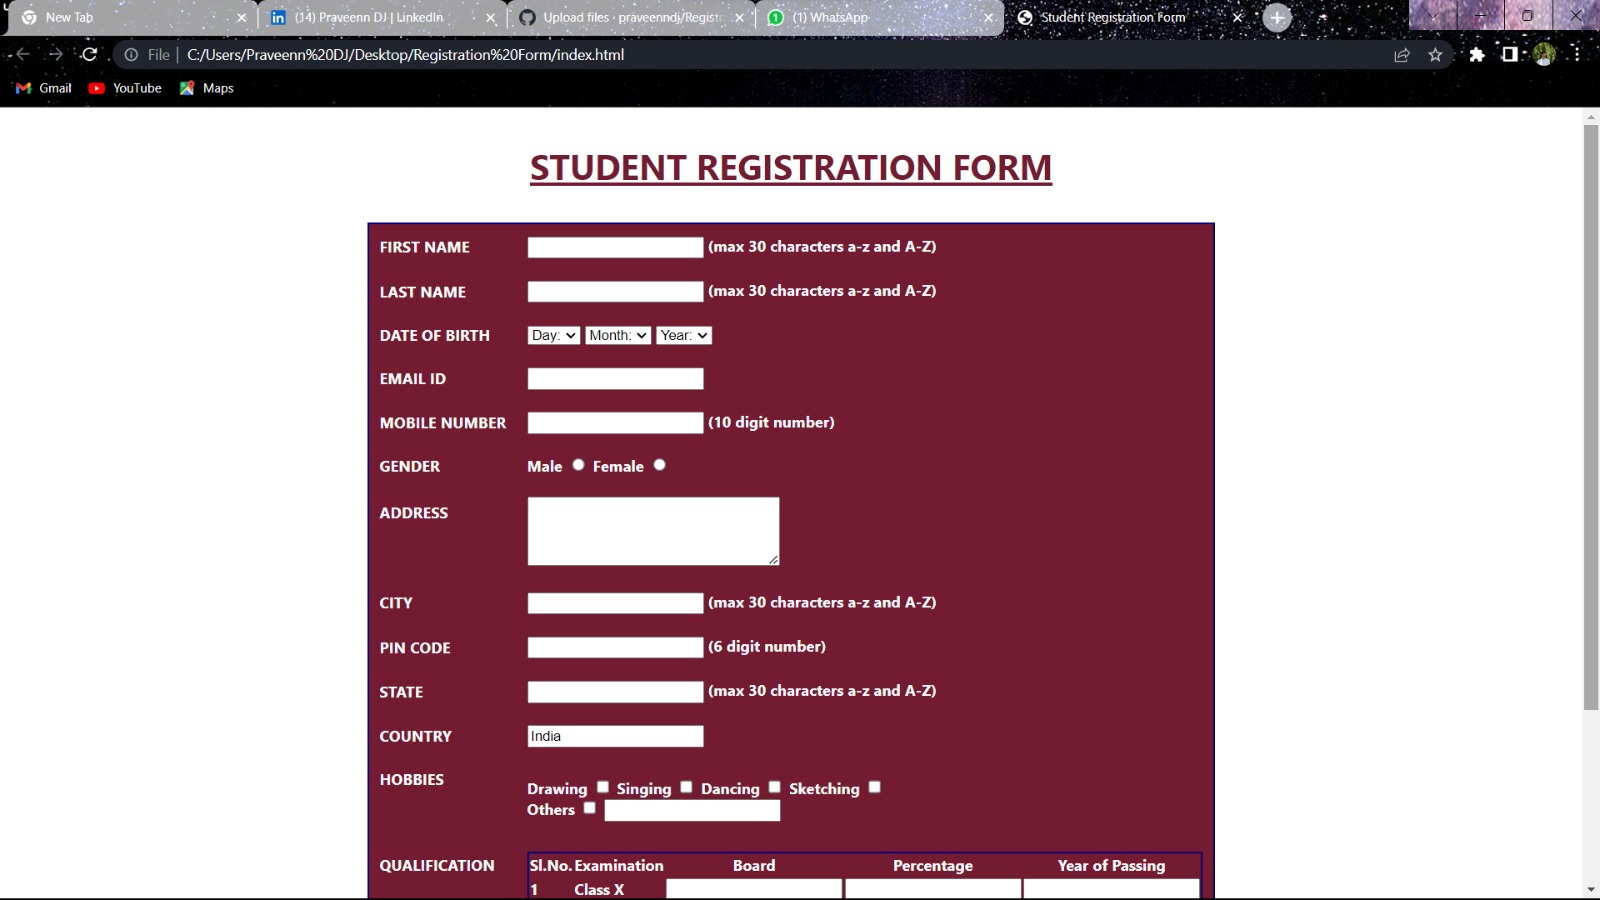 New Tab
(14) Praveenn DJ | LinkedIn
Upload files · praveenndj/Registr
1 (1) WhatsApp
Student Registration Form
File C:/Users/Praveenn%20DJ/Desktop/Registration%20Form/index.html
Gmail YouTube Maps
STUDENT REGISTRATION FORM
FIRST NAME (max 30 characters a-z and A-Z)
LAST NAME (max 30 characters a-z and A-Z)
DATE OF BIRTH Day: Month: Year:
EMAIL ID
MOBILE NUMBER (10 digit number)
GENDER Male Female
ADDRESS
CITY (max 30 characters a-z and A-Z)
PIN CODE (6 digit number)
STATE (max 30 characters a-z and A-Z)
COUNTRY India
HOBBIES
Drawing Singing Dancing Sketching
Others
QUALIFICATION Sl.No. Examination Board Percentage Year of Passing
1 Class X